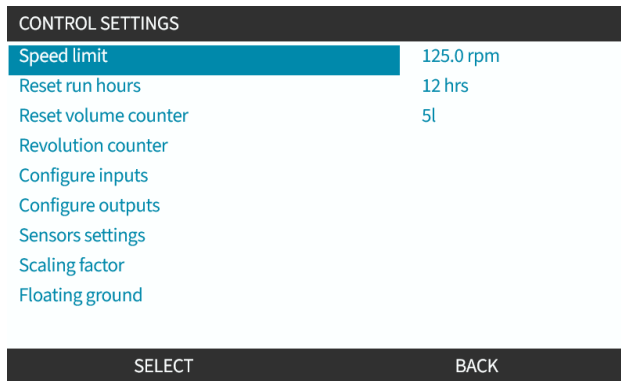 CONTROL SETTINGS
Speed limit 125.0 rpm
Reset run hours 12 hrs
Reset volume counter 5l
Revolution counter
Configure inputs
Configure outputs
Sensors settings
Scaling factor
Floating ground
SELECT BACK